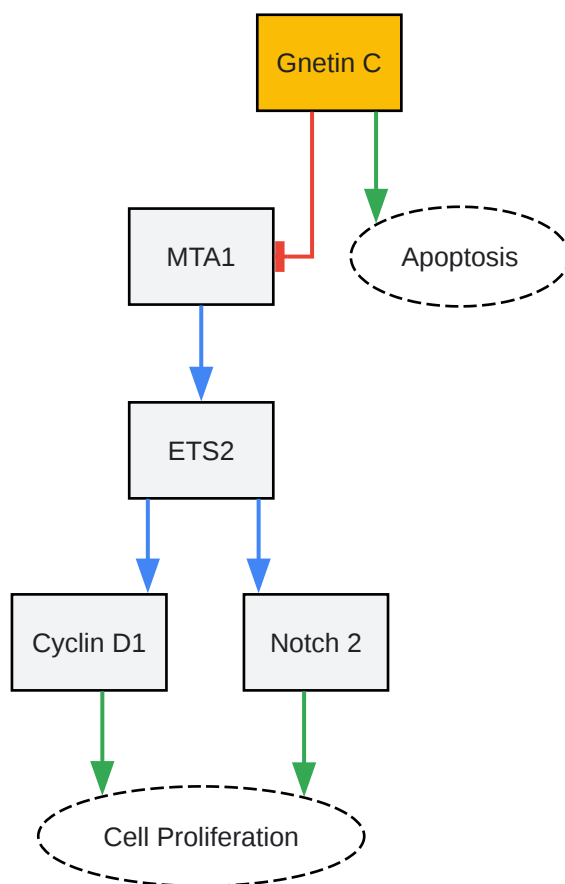 Gnetin C
MTA1
Apoptosis
ETS2
Cyclin D1
Notch 2
Cell Proliferation